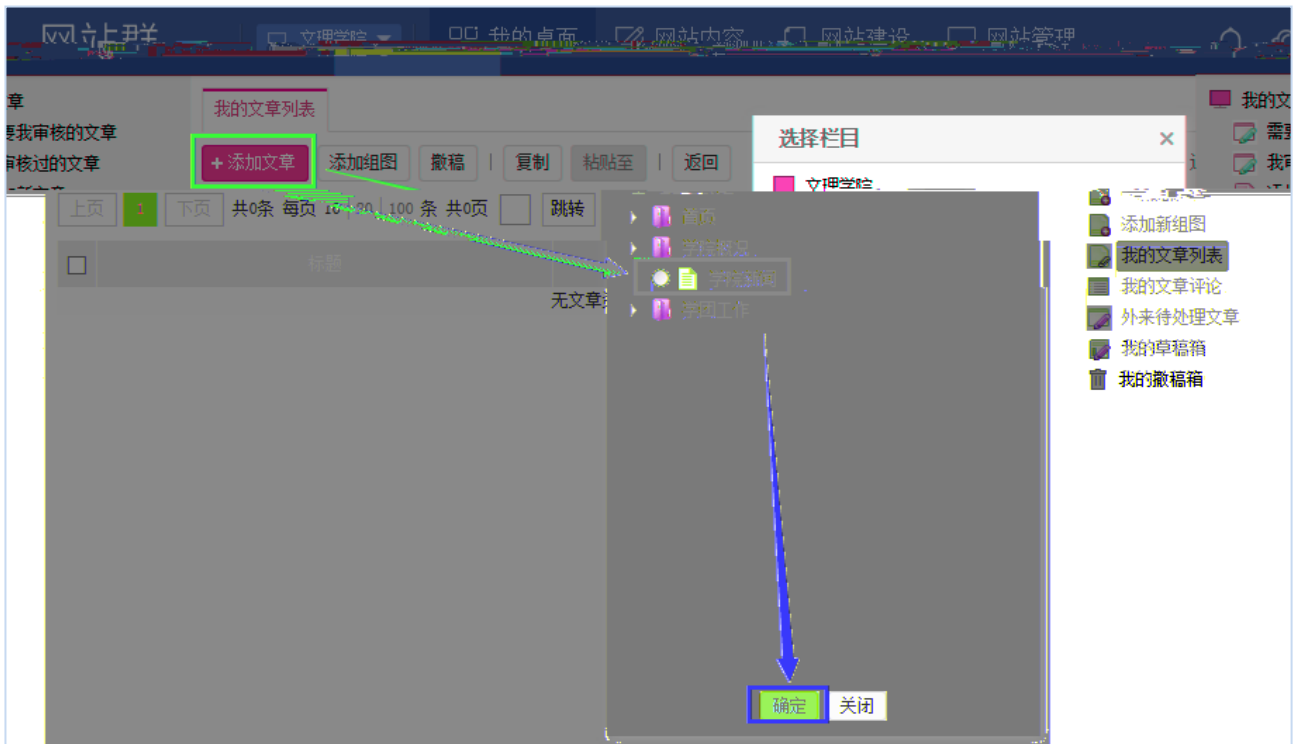 网站群 文理学院 我的桌面 网站内容 网站建设 网站管理
章
要我审核的文章
审核过的文章
我的文章列表
+ 添加文章 添加组图 撤稿 | 复制 粘贴至 | 返回
选择栏目 ×
文理学院
我的文
需要
我审
上页 1 下页 共0条 每页 10 20 100 条 共0页 跳转
标题
无文章
首页
学院概况
学院新闻
学团工作
添加新组图
我的文章列表
我的文章评论
外来待处理文章
我的草稿箱
我的撤稿箱
确定 关闭